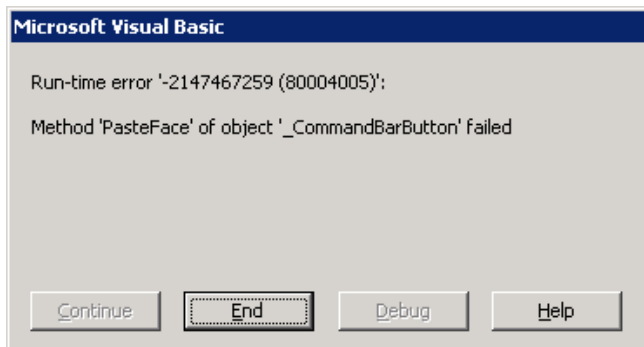 Microsoft Visual Basic
Run-time error '-2147467259 (80004005)':
Method 'PasteFace' of object '_CommandBarButton' failed
Continue End Debug Help